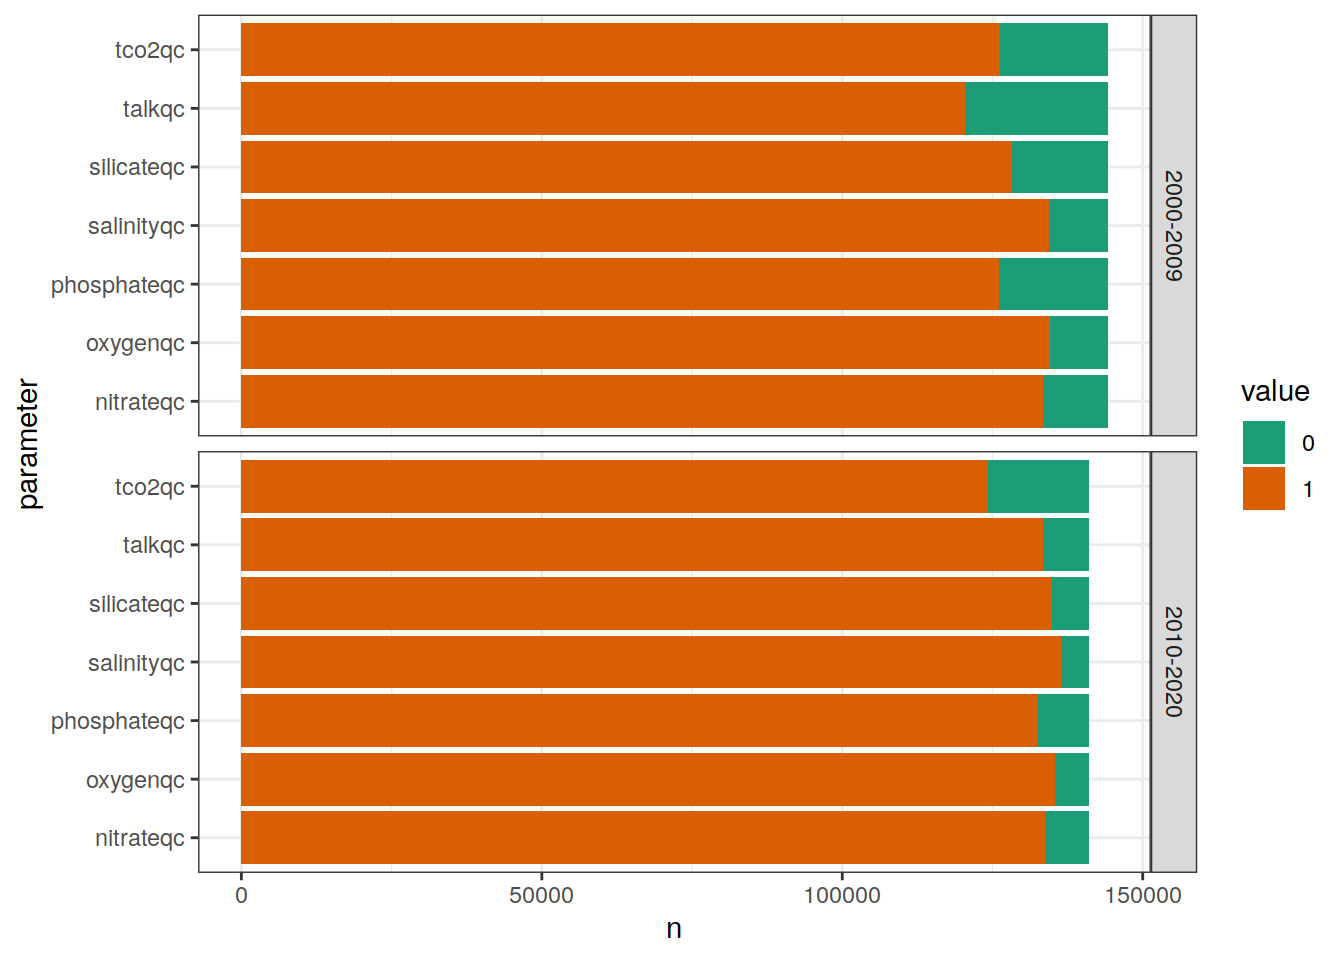 tco2qc
talkqc
silicateqc
salinityqc
phosphateqc
oxygenqc
nitrateqc
2000-2009
tco2qc
talkqc
silicateqc
salinityqc
phosphateqc
oxygenqc
nitrateqc
2010-2020
parameter
0
50000
100000
150000
n
value
0
1